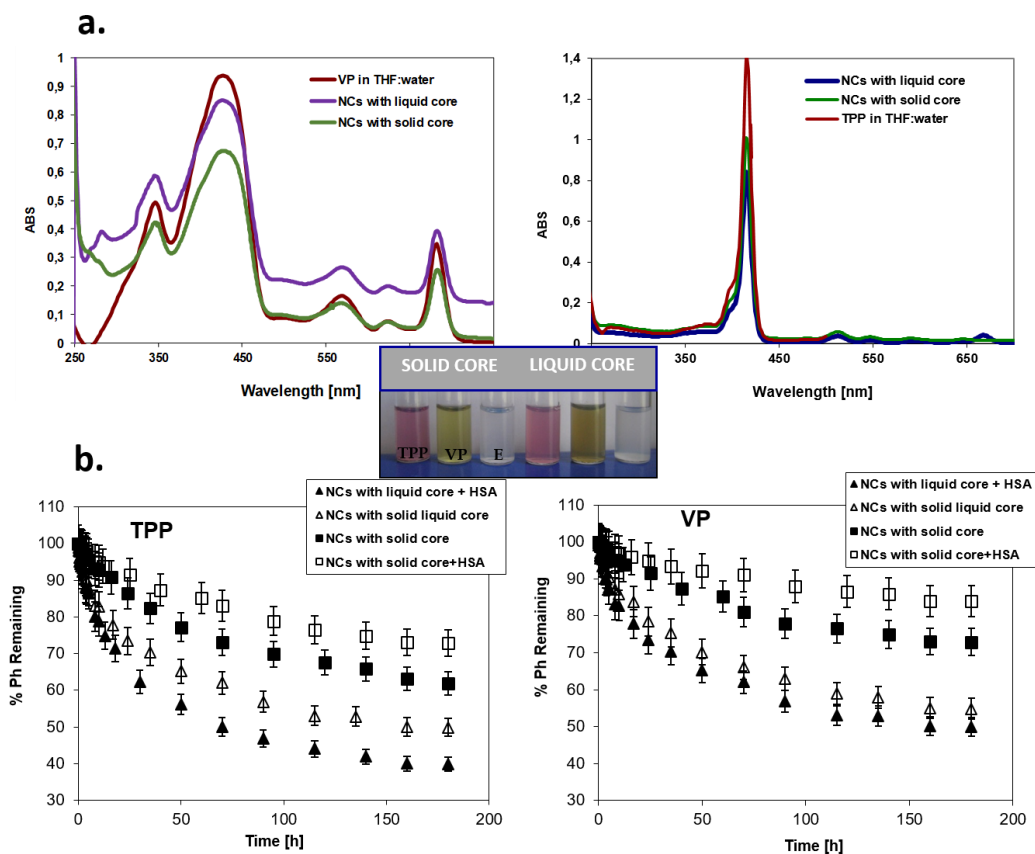 a.
1
0,9
0,8
0,7
0,6
0,5
0,4
0,3
0,2
0,1
0
ABS
VP in THF:water
NCs with liquid core
NCs with solid core
250 350 450 550
Wavelength [nm]
1,4
1,2
1
0,8
0,6
0,4
0,2
0
ABS
NCs with liquid core
NCs with solid core
TPP in THF:water
350 450 550 650
Wavelength [nm]
SOLID CORE LIQUID CORE
TPP VP E
b.
110
100
90
80
70
60
50
40
30
% Ph Remaining
TPP
NCs with liquid core + HSA
NCs with solid liquid core
NCs with solid core
NCs with solid core+HSA
0 50 100 150 200
Time [h]
110
100
90
80
70
60
50
40
30
% Ph Remaining
VP
NCs with liquid core + HSA
NCs with solid liquid core
NCs with solid core
NCs with solid core+HSA
0 50 100 150 200
Time [h]